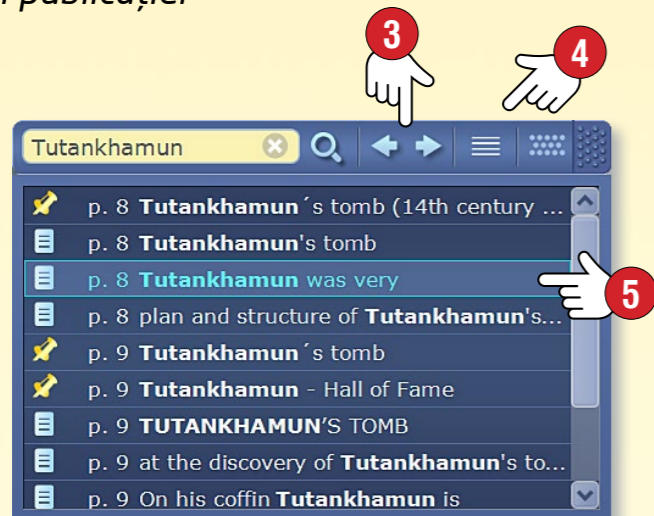 publicației
3
4
Tutankhamun
p. 8 Tutankhamun´s tomb (14th century ...
p. 8 Tutankhamun's tomb
p. 8 Tutankhamun was very
5
p. 8 plan and structure of Tutankhamun's...
p. 9 Tutankhamun´s tomb
p. 9 Tutankhamun - Hall of Fame
p. 9 TUTANKHAMUN’S TOMB
p. 9 at the discovery of Tutankhamun's to...
p. 9 On his coffin Tutankhamun is